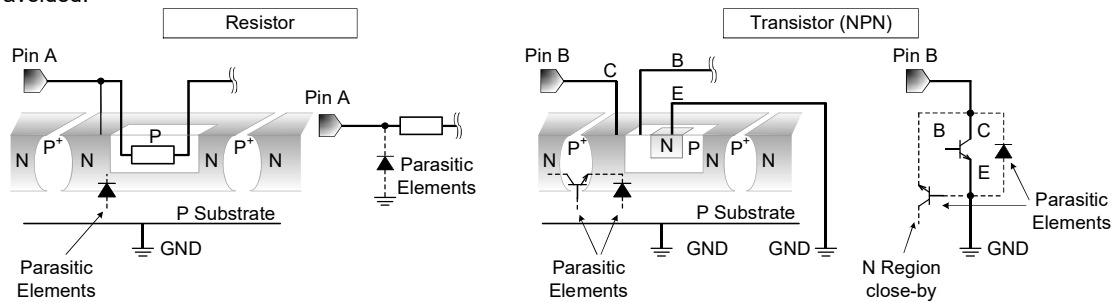 Resistor
Transistor (NPN)
Pin A
Pin A
N
P+
N
P
N
P+
N
Parasitic
Elements
P Substrate
GND
Parasitic
Elements
Pin B
C
B
E
N
P+
N
N
P
N
P+
N
P Substrate
GND
GND
Parasitic
Elements
Pin B
B
C
E
Parasitic
Elements
GND
N Region
close-by